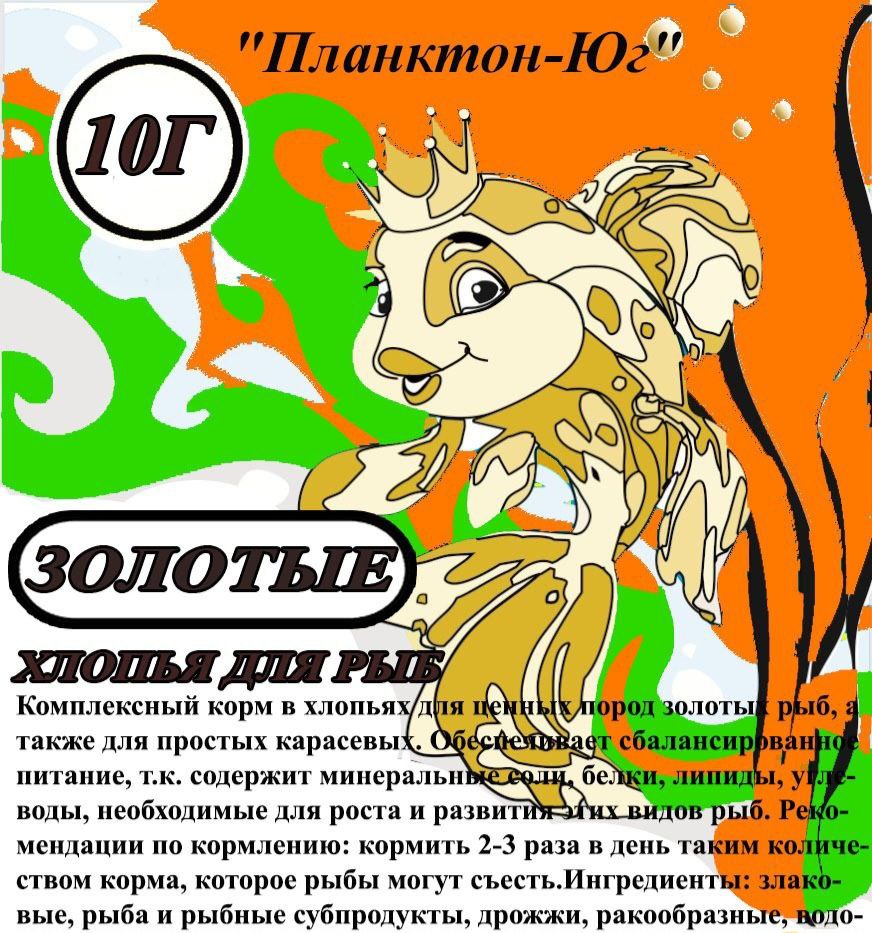 "Планктон-Юг"
10Г
ЗОЛОТЫЕ
ХЛОПЬЯ ДЛЯ РЫБ
Комплексный корм в хлопьях для ценных пород золотых рыб, а
также для простых карасевых. Обеспечивает сбалансированное
питание, т.к. содержит минеральные соли, белки, липиды, угле-
воды, необходимые для роста и развития этих видов рыб. Реко-
мендации по кормлению: кормить 2-3 раза в день таким количе-
ством корма, которое рыбы могут съесть.Ингредиенты: злако-
вые, рыба и рыбные субпродукты, дрожжи, ракообразные, водо-